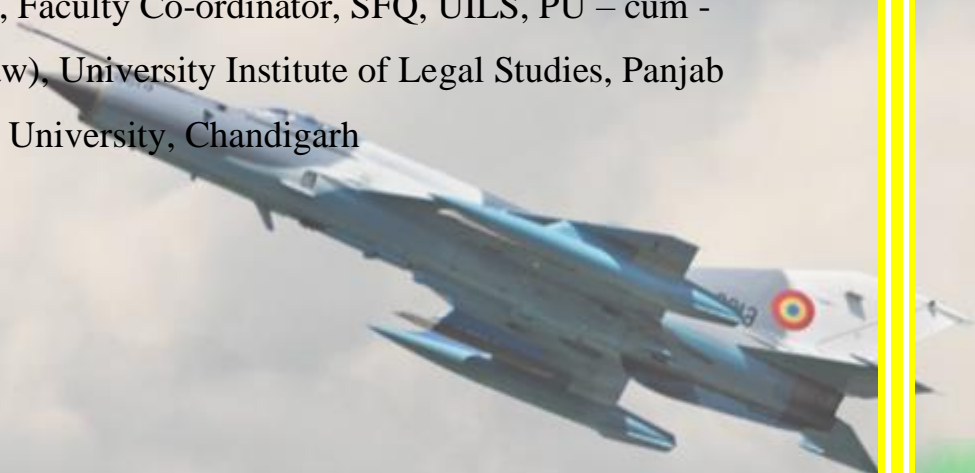 , Faculty Co-ordinator, SFQ, UILS, PU – cum -
w), University Institute of Legal Studies, Panjab
University, Chandigarh